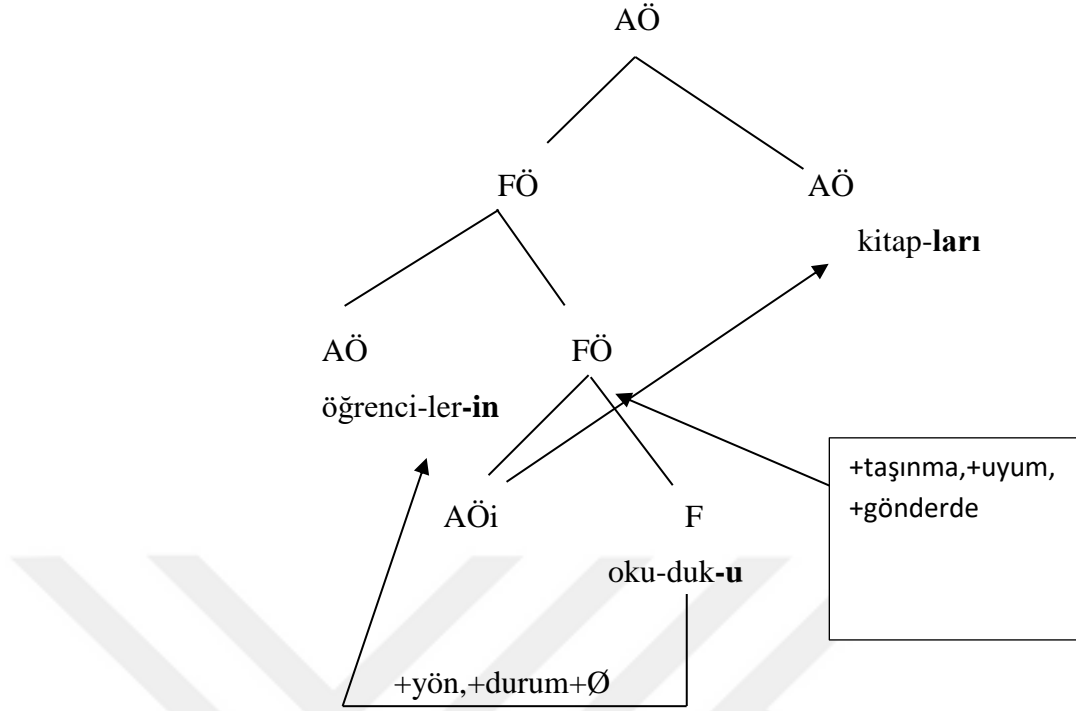 AÖ
FÖ
AÖ
kitap-ları
AÖ
FÖ
öğrenci-ler-in
+taşınma,+uyum,
+gönderde
AÖi
F
oku-duk-u
+yön,+durum+Ø